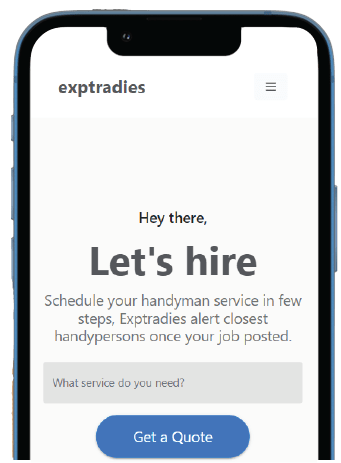 exptradies
Hey there,
Let's hire
Schedule your handyman service in few
steps, Exptradies alert closest
handypersons once your job posted.
What service do you need?
Get a Quote